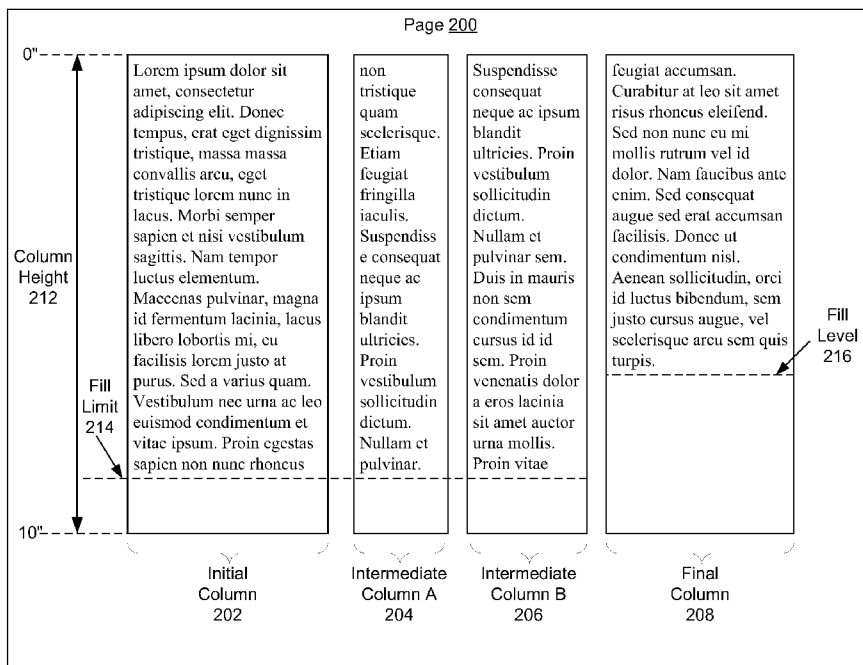 Page 200
0"
Lorem ipsum dolor sit
amet, consectetur
adipiscing elit. Donec
tempus, erat eget dignissim
tristique, massa massa
convallis arcu, eget
tristique lorem nunc in
lacus. Morbi semper
sapien et nisi vestibulum
sagittis. Nam tempor
luctus elementum.
Maecenas pulvinar, magna
id fermentum lacinia, lacus
libero lobortis mi, eu
facilisis lorem justo at
purus. Sed a varius quam.
Vestibulum nec urna ac leo
euismod condimentum et
vitae ipsum. Proin egestas
sapien non nunc rhoncus
non
tristique
quam
scelerisque.
Etiam
feugiat
fringilla
iaculis.
Suspendiss
e consequat
neque ac
ipsum
blandit
ultricies.
Proin
vestibulum
sollicitudin
dictum.
Nullam et
pulvinar.
Suspendisse
consequat
neque ac ipsum
blandit
ultricies. Proin
vestibulum
sollicitudin
dictum.
Nullam et
pulvinar sem.
Duis in mauris
non sem
condimentum
cursus id id
sem. Proin
venenatis dolor
a eros lacinia
sit amet auctor
urna mollis.
Proin vitae
feugiat accumsan.
Curabitur at leo sit amet
risus rhoncus eleifend.
Sed non nunc eu mi
mollis rutrum vel id
dolor. Nam faucibus ante
enim. Sed consequat
augue sed erat accumsan
facilisis. Donec ut
condimentum nisl.
Aenean sollicitudin, orci
id luctus bibendum, sem
justo cursus augue, vel
scelerisque arcu sem quis
turpis.
Column
Height
212
Fill
Limit
214
Fill
Level
216
10"
Initial
Column
202
Intermediate
Column A
204
Intermediate
Column B
206
Final
Column
208